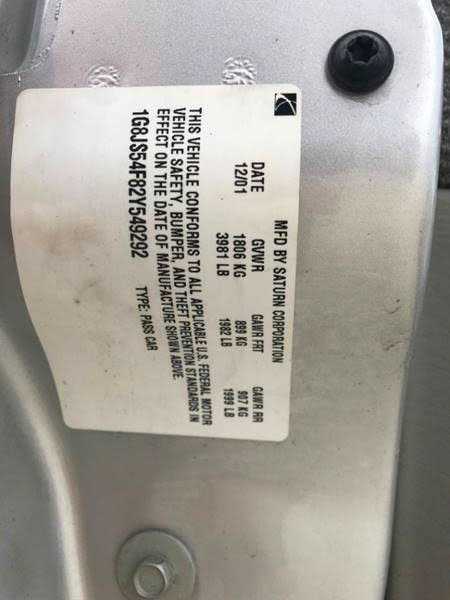 MFD BY SATURN CORPORATION
DATE GVWR GAWR FRT GAWR RR
12/01 1806 KG 899 KG 907 KG
3981 LB 1982 LB 1999 LB
THIS VEHICLE CONFORMS TO ALL APPLICABLE U.S. FEDERAL MOTOR
VEHICLE SAFETY, BUMPER, AND THEFT PREVENTION STANDARDS IN
EFFECT ON THE DATE OF MANUFACTURE SHOWN ABOVE.
1G8JS54F82Y549292 TYPE: PASS CAR